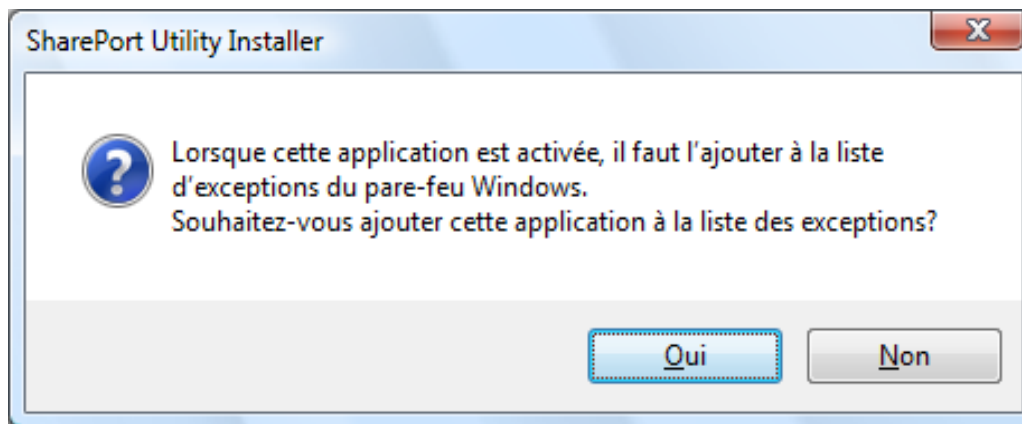 SharePort Utility Installer
Lorsque cette application est activée, il faut l'ajouter à la liste
d'exceptions du pare-feu Windows.
Souhaitez-vous ajouter cette application à la liste des exceptions?
Oui
Non